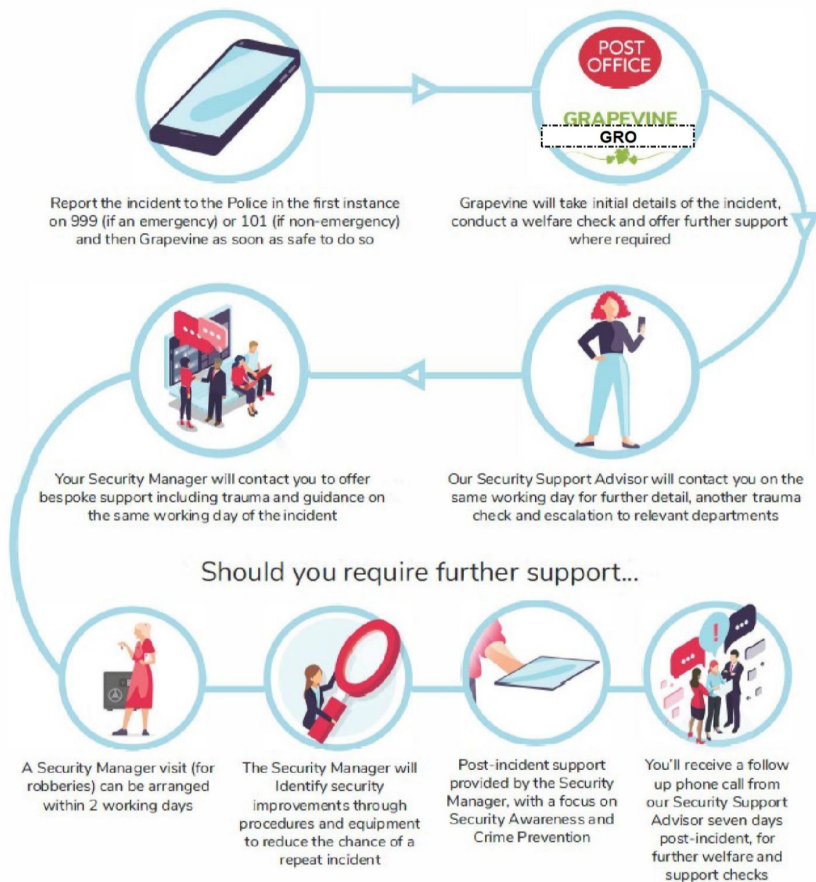 POST
OFFICE
GRAPEVINE
GRO
Report the incident to the Police in the first instance
on 999 (if an emergency) or 101 (if non-emergency)
and then Grapevine as soon as safe to do so
Grapevine will take initial details of the incident,
conduct a welfare check and offer further support
where required
Your Security Manager will contact you to offer
bespoke support including trauma and guidance on
the same working day of the incident
Our Security Support Advisor will contact you on the
same working day for further detail, another trauma
check and escalation to relevant departments
Should you require further support...
A Security Manager visit (for
robberies) can be arranged
within 2 working days
The Security Manager will
Identify security
improvements through
procedures and equipment
to reduce the chance of a
repeat incident
Post-incident support
provided by the Security
Manager, with a focus on
Security Awareness and
Crime Prevention
You'll receive a follow
up phone call from
our Security Support
Advisor seven days
post-incident, for
further welfare and
support checks